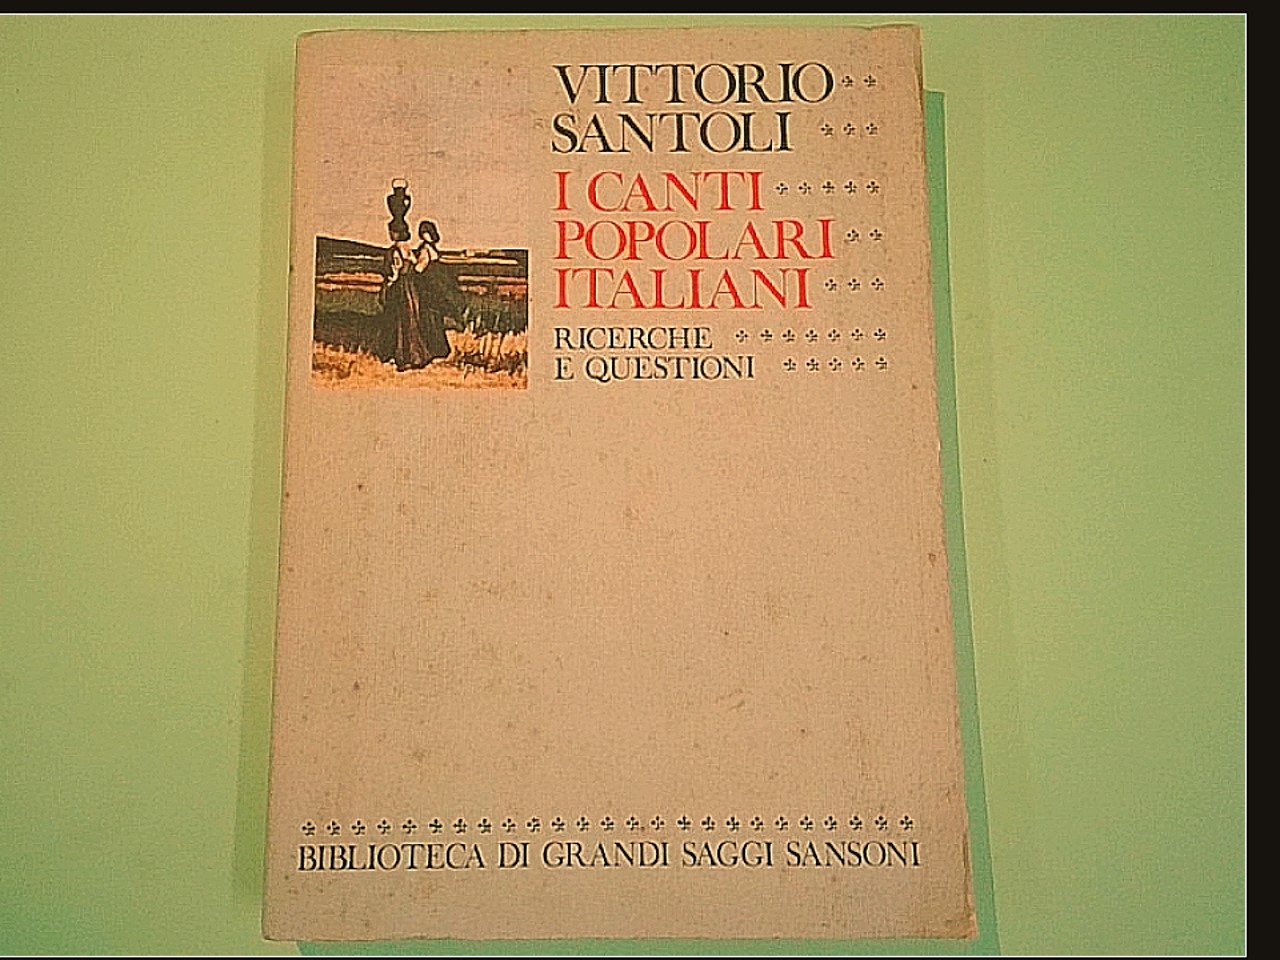 VITTORIO
SANTOLI
I CANTI
POPOLARI
ITALIANI
RICERCHE
E QUESTIONI
BIBLIOTECA DI GRANDI SAGGI SANSONI